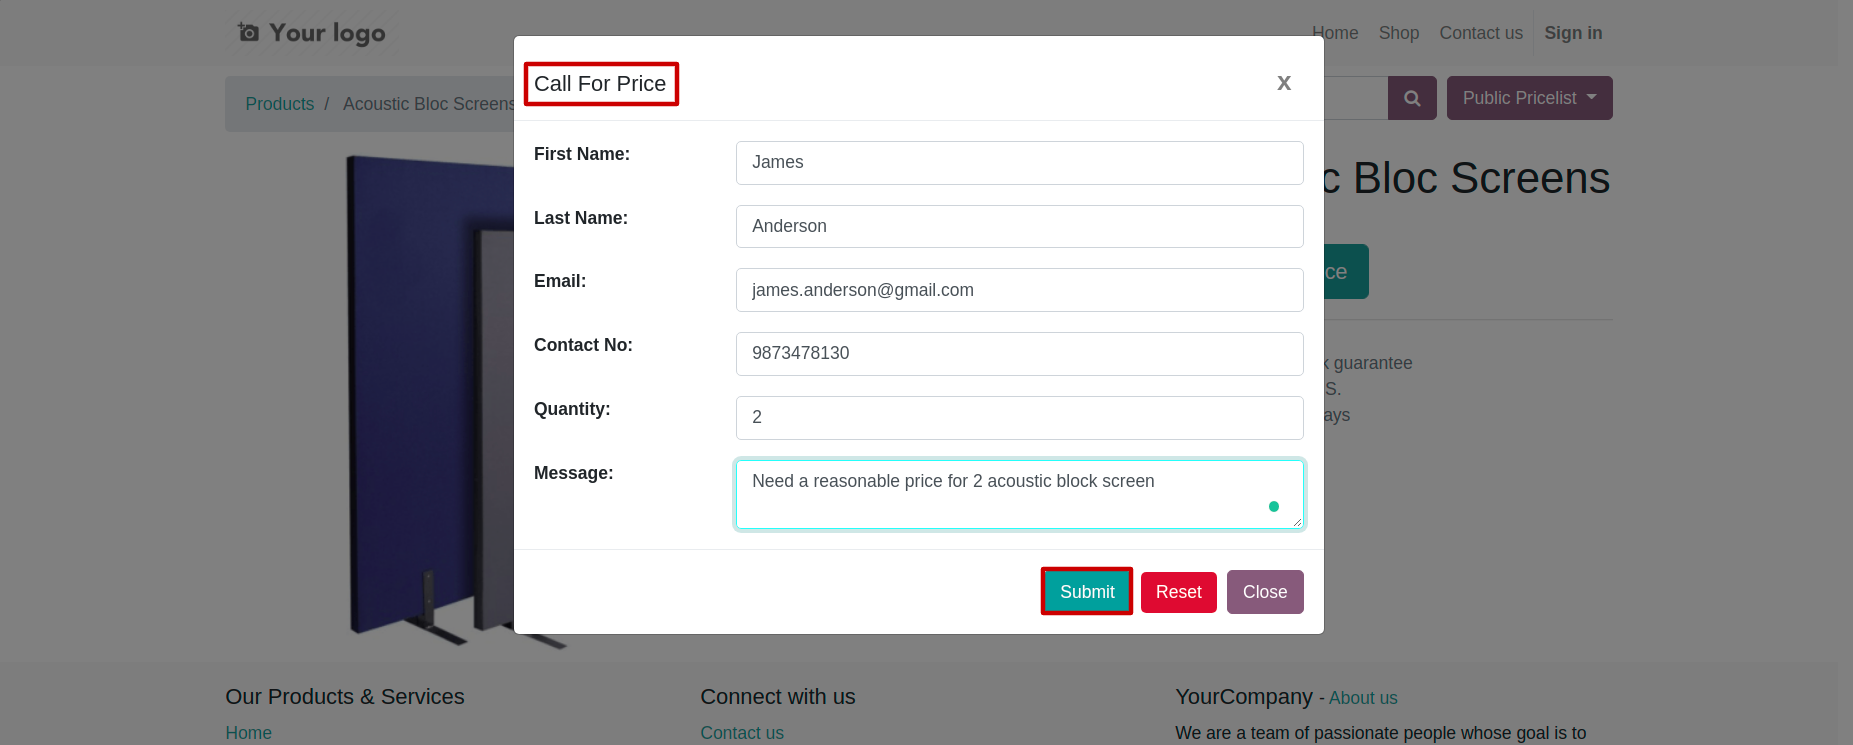 Your logo
Home Shop Contact us Sign in
Call For Price
x
Products / Acoustic Bloc Screens
Public Pricelist
First Name:
James
c Bloc Screens
Last Name:
Anderson
ce
Email:
james.anderson@gmail.com
Contact No:
9873478130
k guarantee
S.
ays
Quantity:
2
Message:
Need a reasonable price for 2 acoustic block screen
Submit Reset Close
Our Products & Services
Connect with us
YourCompany - About us
Home
Contact us
We are a team of passionate people whose goal is to